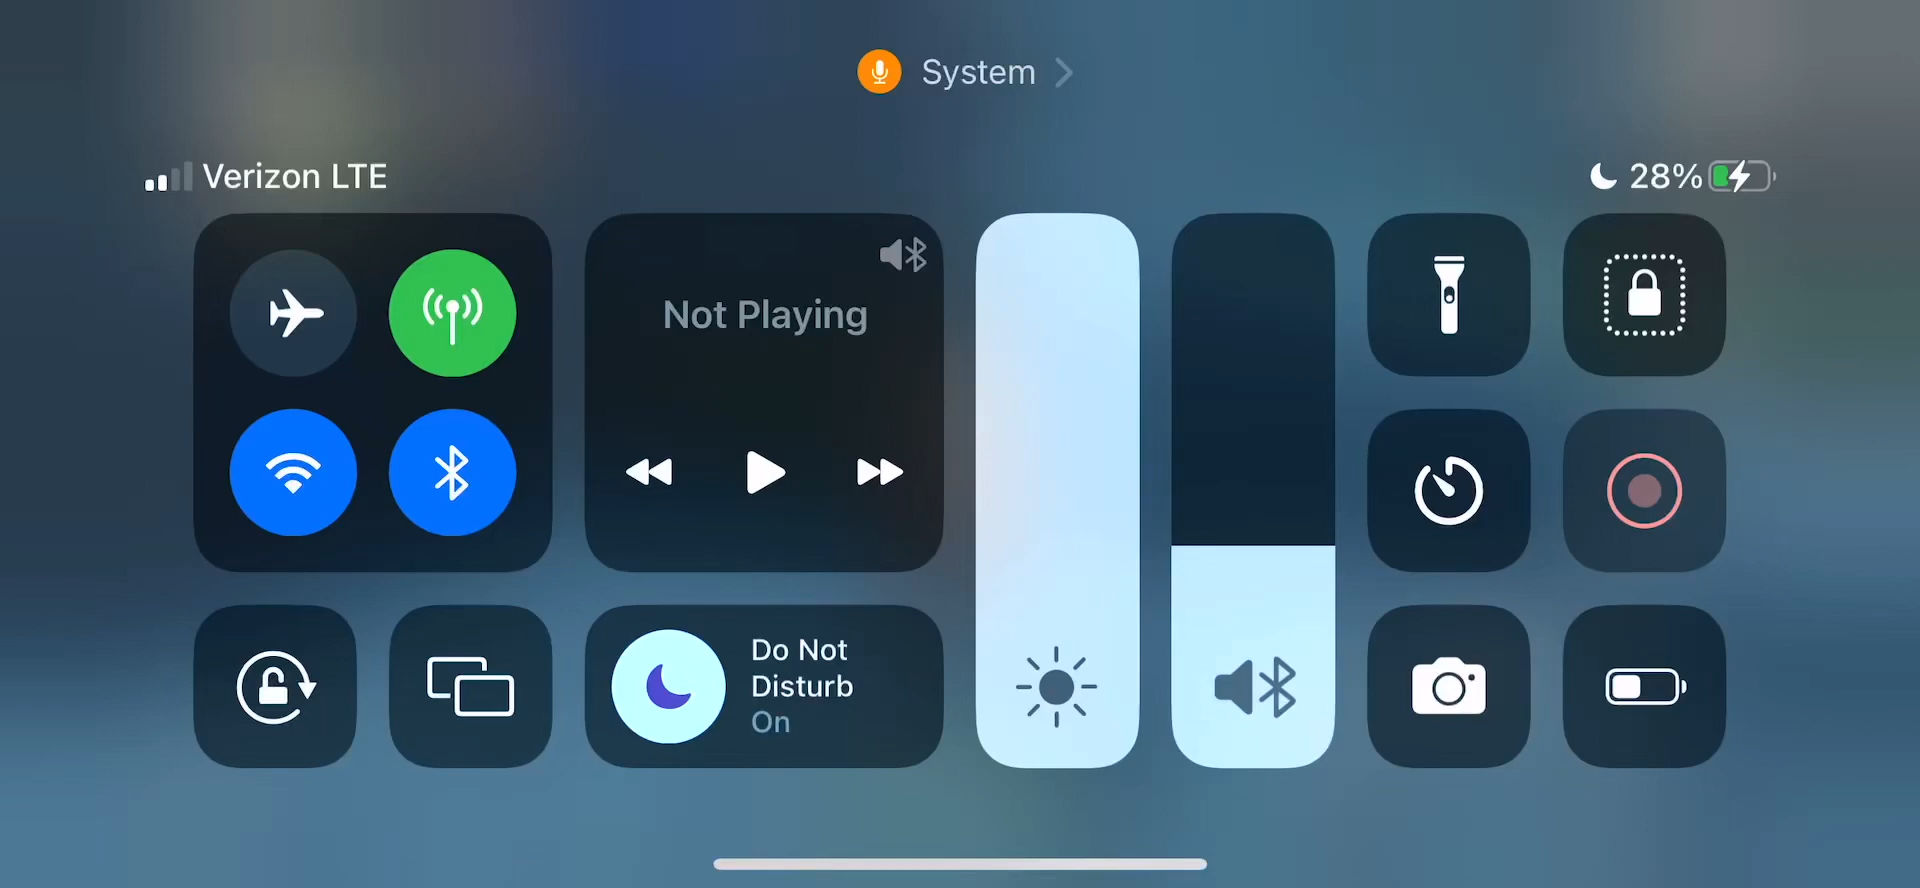 System
Verizon LTE
28%
Not Playing
Do Not
Disturb
On